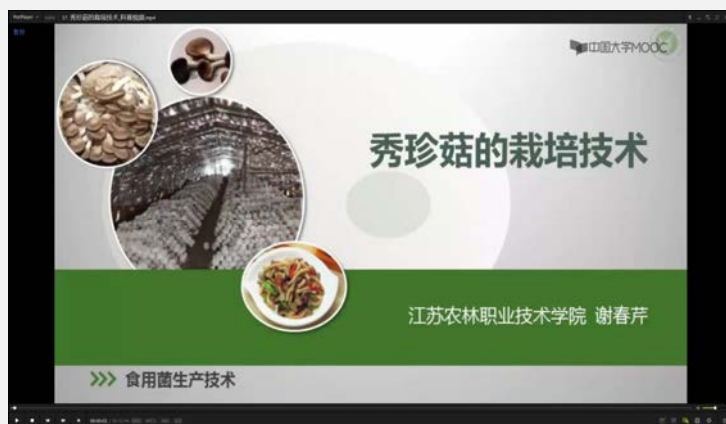 PotPlayer
中国大学MOOC
秀珍菇的栽培技术
江苏农林职业技术学院 谢春芹
>>> 食用菌生产技术